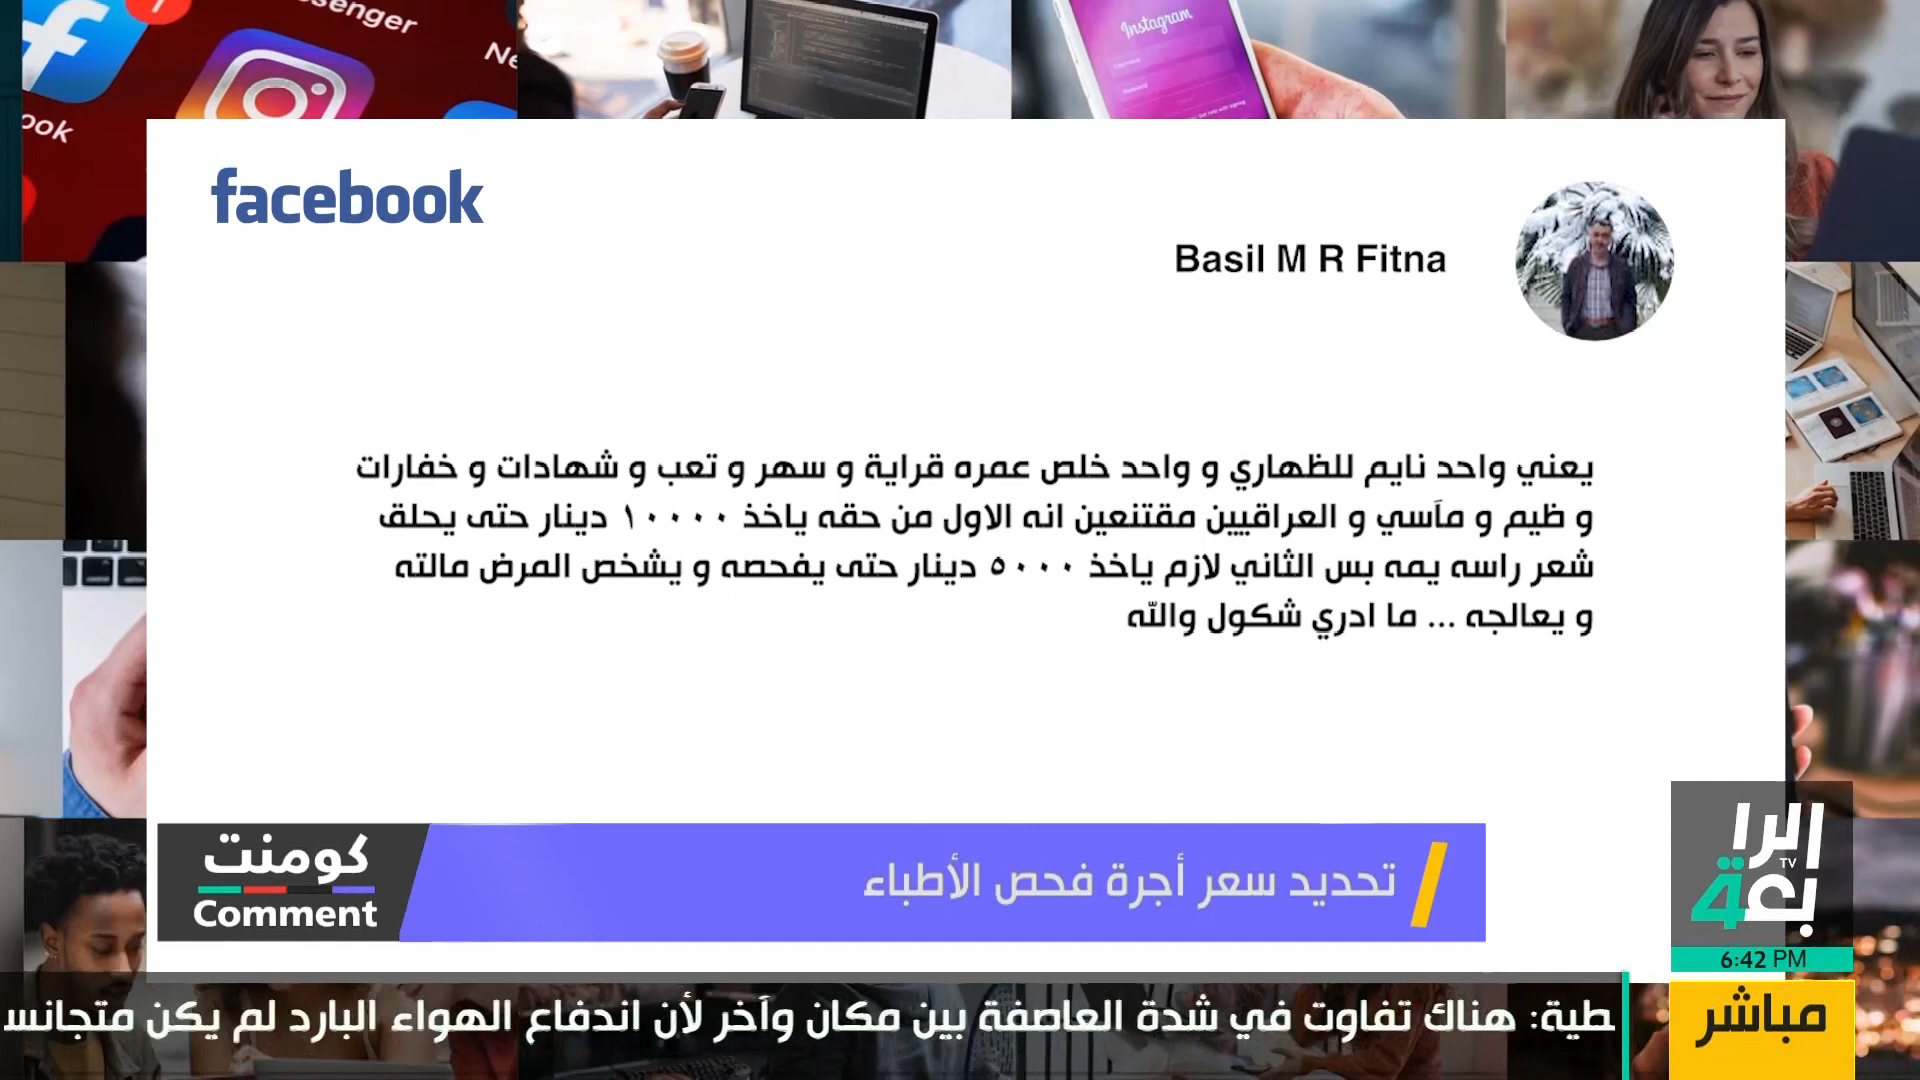 Messenger
ook
Instagram
facebook
Basil M R Fitna
يعني واحد نايم للظهاري و واحد خلص عمره قراية و سهر و تعب و شهادات و خفارات
و ظيم و مآسي و العراقيين مقتنعين انه الاول من حقه ياخذ ١٠٠٠٠ دينار حتى يحلق
شعر راسه يمه بس الثاني لازم ياخذ ٥٠٠٠ دينار حتى يفحصه و يشخص المرض مالته
و يعالجه ... ما ادري شكول والله
تحديد سعر أجرة فحص الأطباء
كومنت
Comment
الرابعة
TV
4
6:42 PM
مباشر
طية: هناك تفاوت في شدة العاصفة بين مكان وآخر لأن اندفاع الهواء البارد لم يكن متجانس